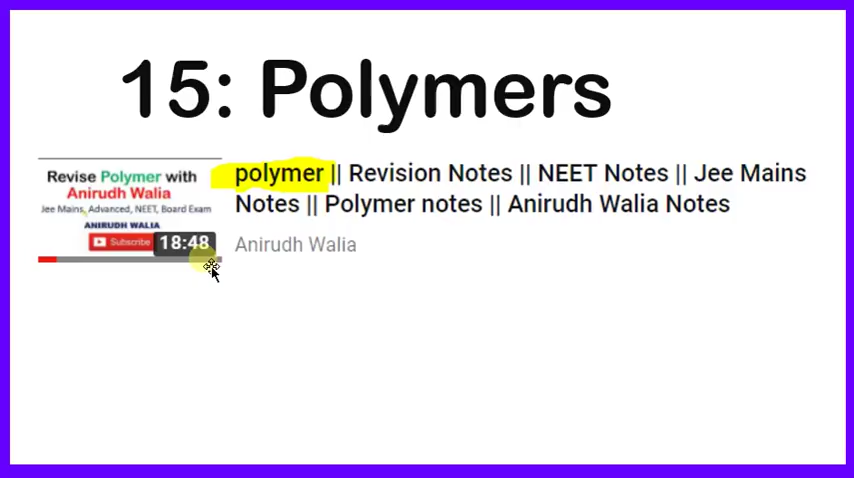 15: Polymers
Revise Polymer with
Anirudh Walia
Jee Mains, Advanced, NEET, Board Exam
ANIRUDH WALIA
Subscribe
18:48
polymer || Revision Notes || NEET Notes || Jee Mains
Notes || Polymer notes || Anirudh Walia Notes
Anirudh Walia